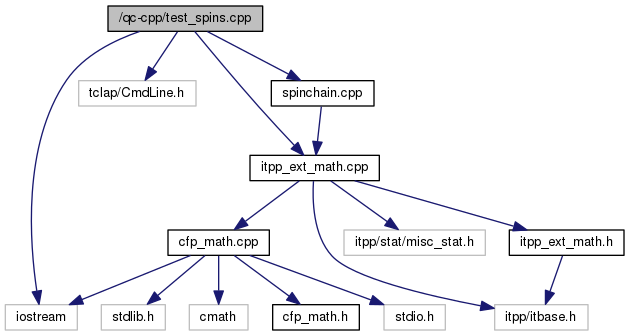 /qc-cpp/test_spins.cpp
tclap/CmdLine.h
spinchain.cpp
itpp_ext_math.cpp
cfp_math.cpp
itpp/stat/misc_stat.h
itpp_ext_math.h
iostream
stdlib.h
cmath
cfp_math.h
stdio.h
itpp/itbase.h